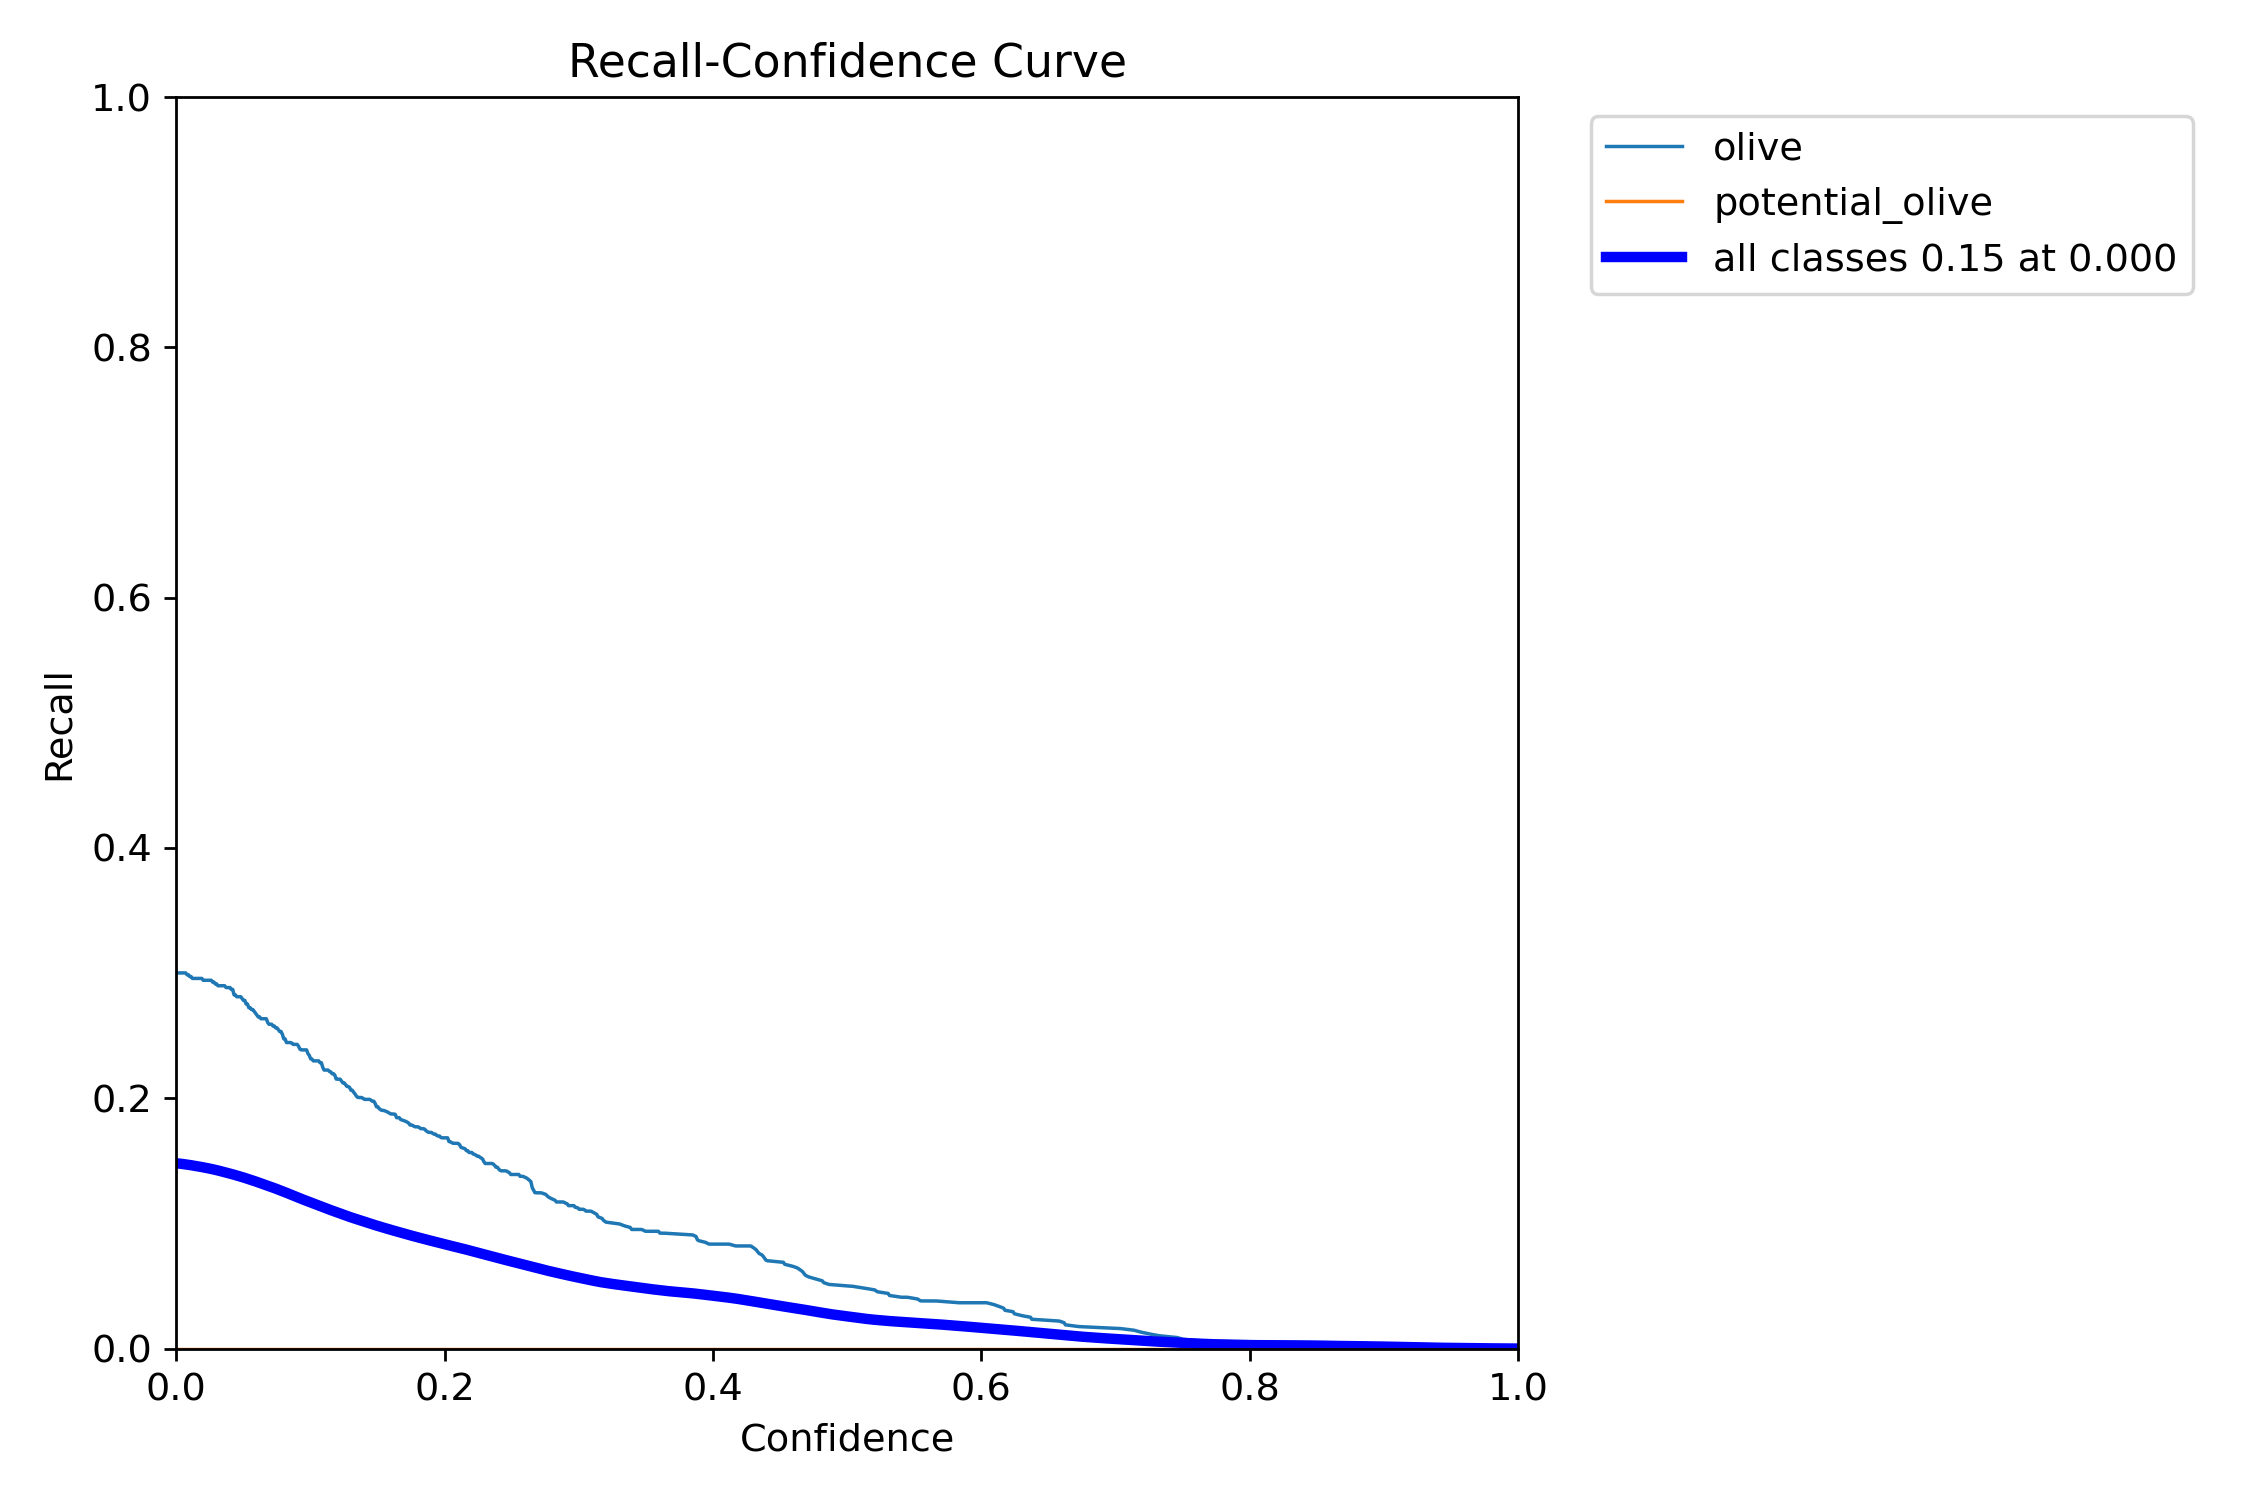 Recall-Confidence Curve
1.0
0.8
0.6
0.4
0.2
0.0
Recall
0.0 0.2 0.4 0.6 0.8 1.0
Confidence
olive
potential_olive
all classes 0.15 at 0.000